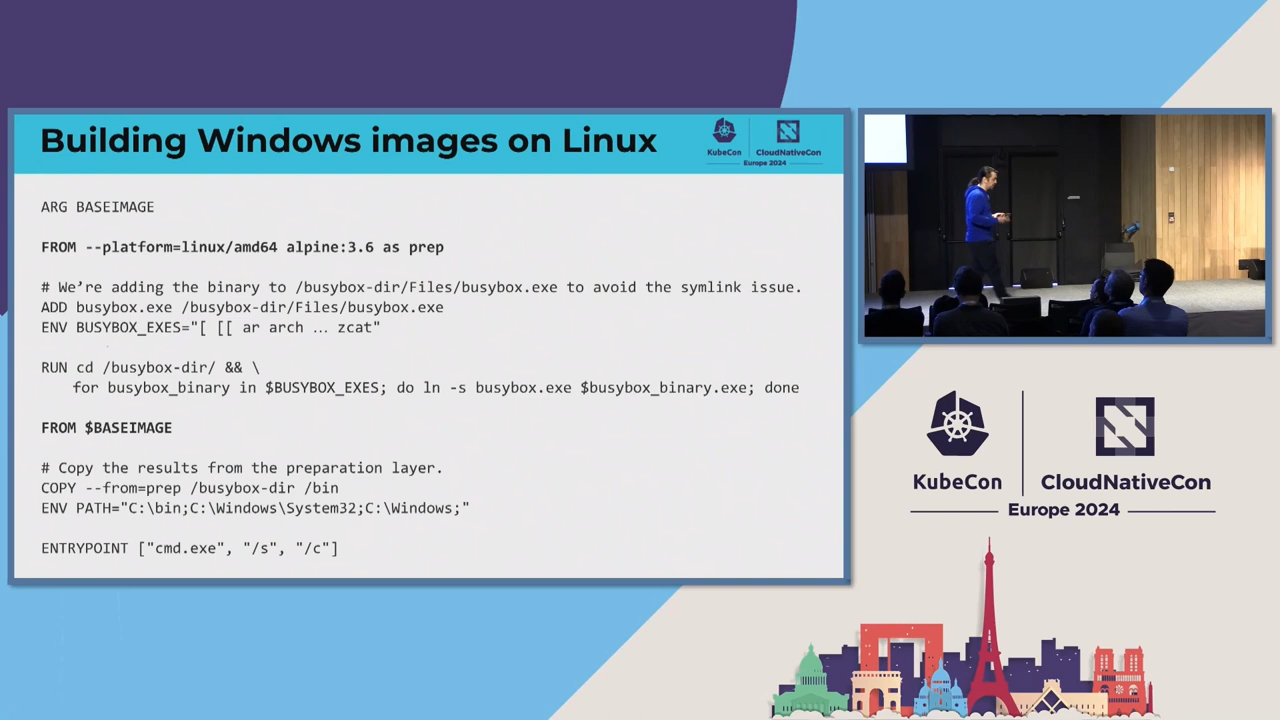 Building Windows images on Linux
KubeCon
CloudNativeCon
Europe 2024
ARG BASEIMAGE
FROM --platform=linux/amd64 alpine:3.6 as prep
# We’re adding the binary to /busybox-dir/Files/busybox.exe to avoid the symlink issue.
ADD busybox.exe /busybox-dir/Files/busybox.exe
ENV BUSYBOX_EXES="[ [[ ar arch … zcat"
RUN cd /busybox-dir/ && \
for busybox_binary in $BUSYBOX_EXES; do ln -s busybox.exe $busybox_binary.exe; done
FROM $BASEIMAGE
# Copy the results from the preparation layer.
COPY --from=prep /busybox-dir /bin
ENV PATH="C:\bin;C:\Windows\System32;C:\Windows;"
ENTRYPOINT ["cmd.exe", "/s", "/c"]
KubeCon
CloudNativeCon
Europe 2024